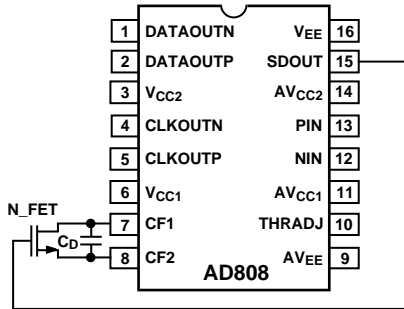 1 DATAOUTN VEE 16
2 DATAOUTP SDOUT 15
3 VCC2 AVCC2 14
4 CLKOUTN PIN 13
5 CLKOUTP NIN 12
6 VCC1 AVCC1 11
N_FET
7 CF1 THRADJ 10
CD
8 CF2 AVEE 9
AD808